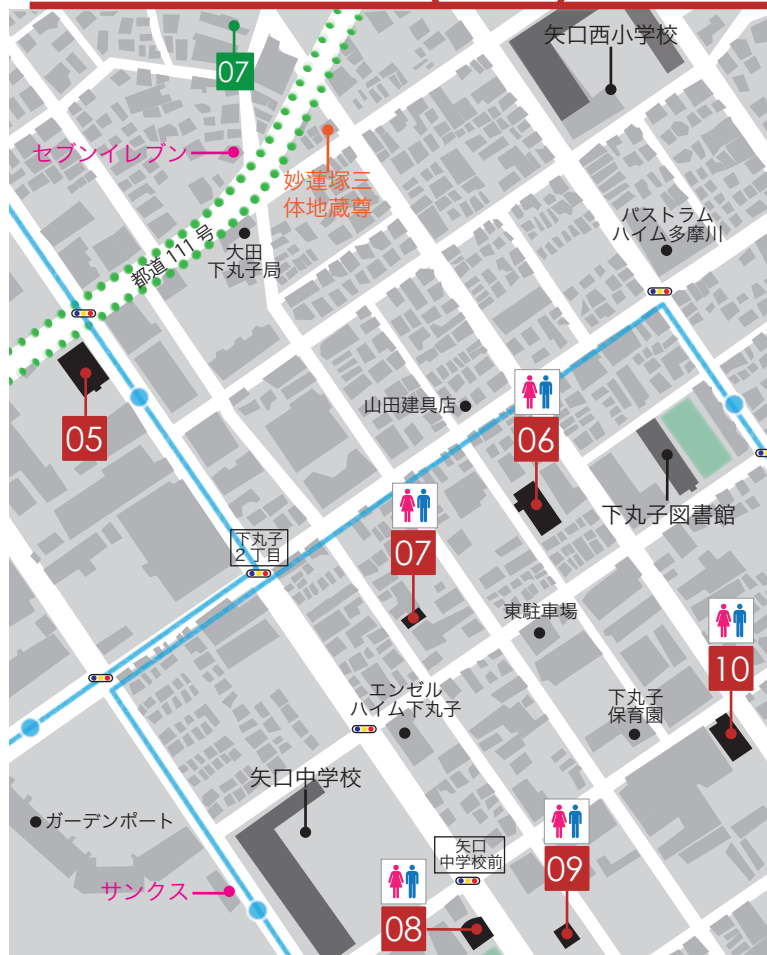 矢口西小学校
07
セブンイレブン
妙蓮塚三
体地蔵尊
パストラム
ハイム多摩川
大田
下丸子局
都道111号
山田建具店
05
06
下丸子図書館
下丸子
2丁目
07
東駐車場
10
エンゼル
ハイム下丸子
下丸子
保育園
矢口中学校
ガーデンポート
矢口
中学校前
09
サンクス
08